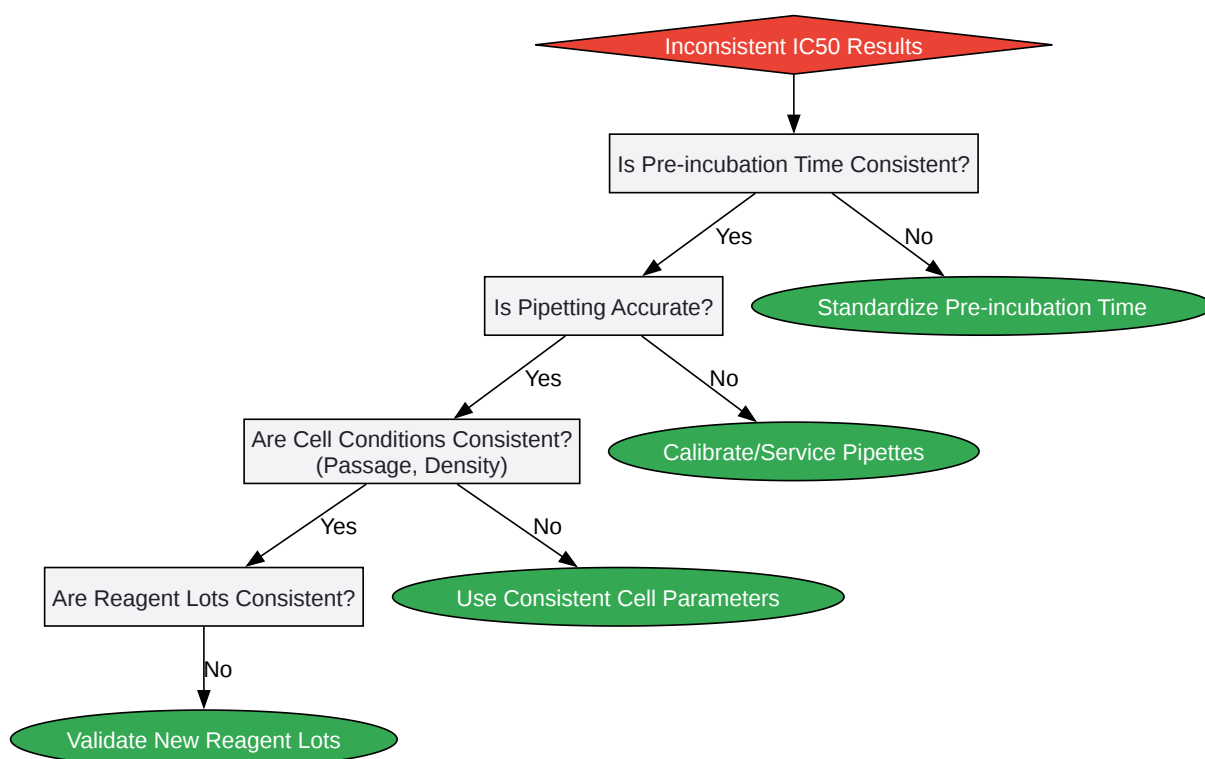 Inconsistent IC50 Results
Is Pre-incubation Time Consistent?
Yes
No
Is Pipetting Accurate?
Standardize Pre-incubation Time
Yes
No
Are Cell Conditions Consistent?
(Passage, Density)
Calibrate/Service Pipettes
Yes
No
Are Reagent Lots Consistent?
Use Consistent Cell Parameters
No
Validate New Reagent Lots